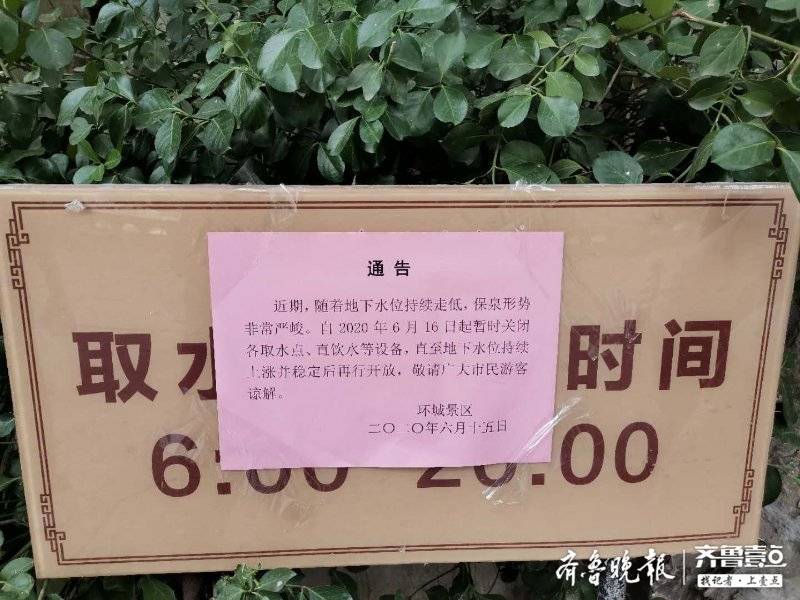 通告
近期，随着地下水位持续走低，保泉形势
非常严峻。自2020年6月16日起暂时关闭
各取水点、直饮水等设备，直至地下水位持续
上涨并稳定后再行开放，敬请广大市民游客
谅解。
环城景区
二〇二〇年六月十五日
取水
时间
6:00
20:00
齐鲁晚报
齐鲁壹点
找记者·上壹点